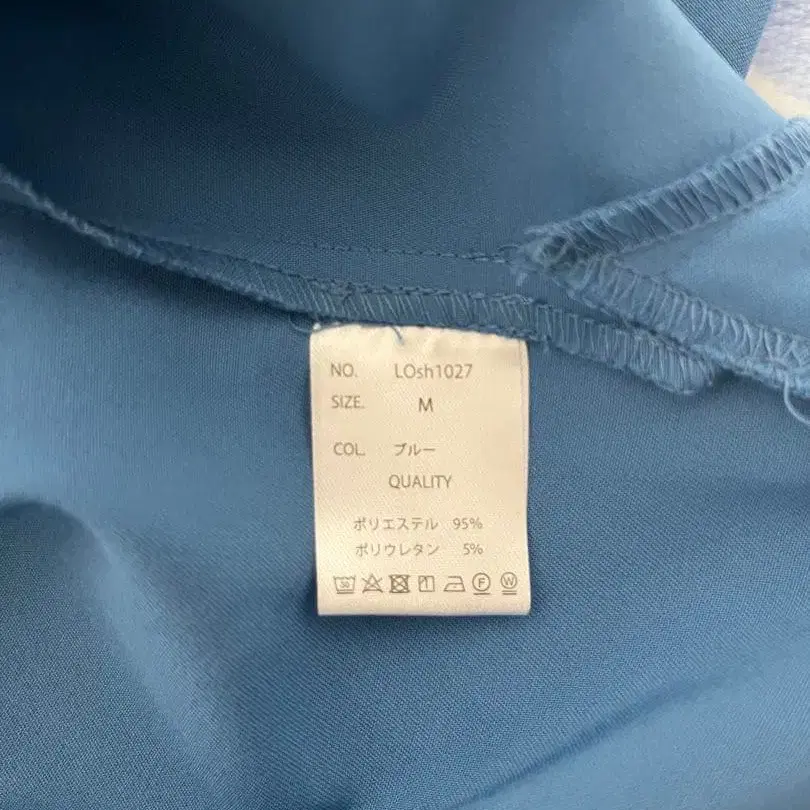 NO. LOsh1027
SIZE. M
COL. ブルー
QUALITY
ポリエステル 95%
ポリウレタン 5%
30 F W